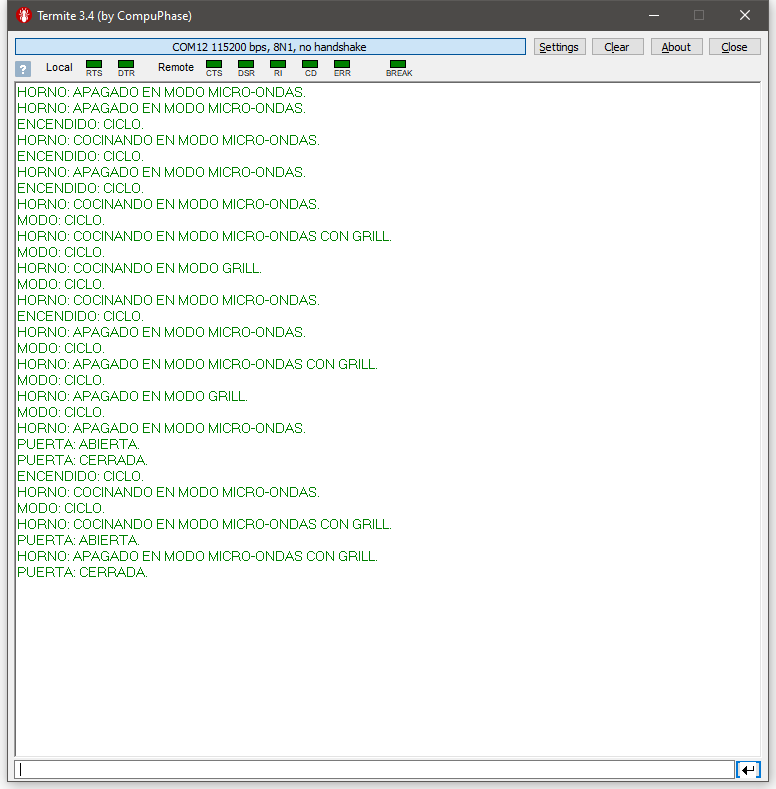 Termite 3.4 (by CompuPhase)
COM12 115200 bps, 8N1, no handshake
Settings
Clear
About
Close
?
Local
RTS
DTR
Remote
CTS
DSR
RI
CD
ERR
BREAK
HORNO: APAGADO EN MODO MICRO-ONDAS.
HORNO: APAGADO EN MODO MICRO-ONDAS.
ENCENDIDO: CICLO.
HORNO: COCINANDO EN MODO MICRO-ONDAS.
ENCENDIDO: CICLO.
HORNO: APAGADO EN MODO MICRO-ONDAS.
ENCENDIDO: CICLO.
HORNO: COCINANDO EN MODO MICRO-ONDAS.
MODO: CICLO.
HORNO: COCINANDO EN MODO MICRO-ONDAS CON GRILL.
MODO: CICLO.
HORNO: COCINANDO EN MODO GRILL.
MODO: CICLO.
HORNO: COCINANDO EN MODO MICRO-ONDAS.
ENCENDIDO: CICLO.
HORNO: APAGADO EN MODO MICRO-ONDAS.
MODO: CICLO.
HORNO: APAGADO EN MODO MICRO-ONDAS CON GRILL.
MODO: CICLO.
HORNO: APAGADO EN MODO GRILL.
MODO: CICLO.
HORNO: APAGADO EN MODO MICRO-ONDAS.
PUERTA: ABIERTA.
PUERTA: CERRADA.
ENCENDIDO: CICLO.
HORNO: COCINANDO EN MODO MICRO-ONDAS.
MODO: CICLO.
HORNO: COCINANDO EN MODO MICRO-ONDAS CON GRILL.
PUERTA: ABIERTA.
HORNO: APAGADO EN MODO MICRO-ONDAS CON GRILL.
PUERTA: CERRADA.